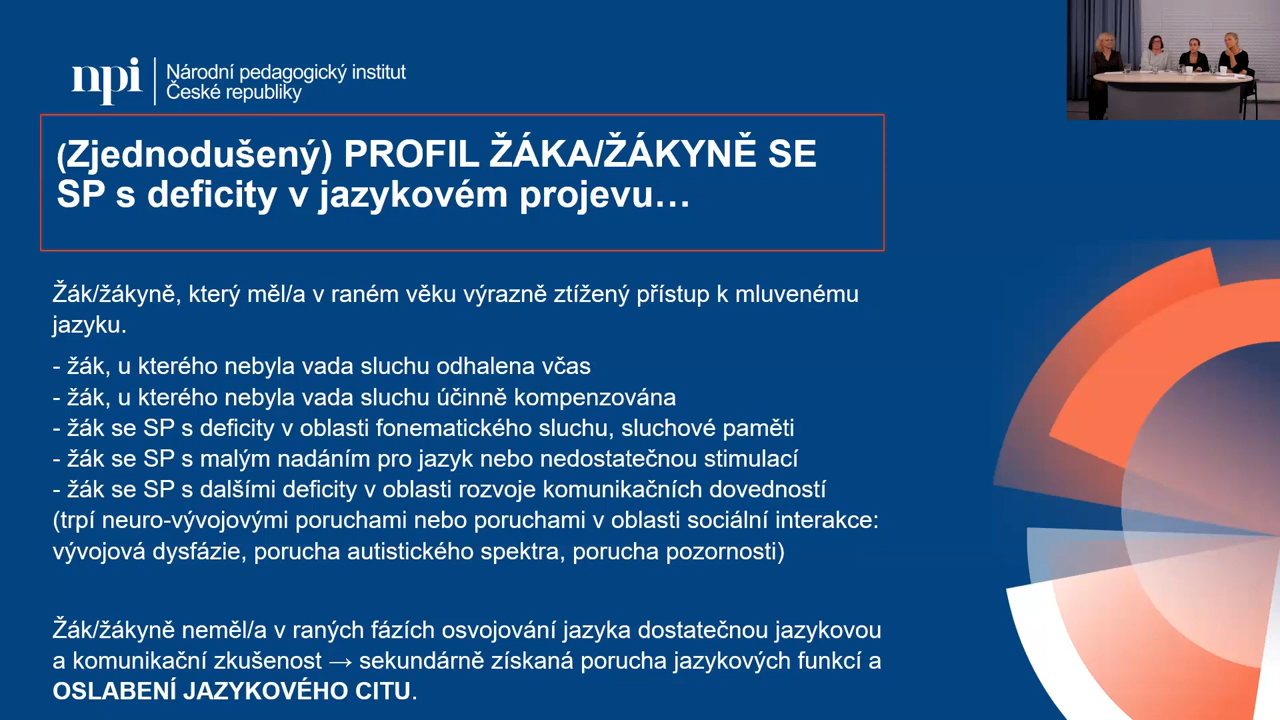 npi
Národní pedagogický institut
České republiky
(Zjednodušený) PROFIL ŽÁKA/ŽÁKYNĚ SE
SP s deficity v jazykovém projevu…
Žák/žákyně, který měl/a v raném věku výrazně ztížený přístup k mluvenému
jazyku.
- žák, u kterého nebyla vada sluchu odhalena včas
- žák, u kterého nebyla vada sluchu účinně kompenzována
- žák se SP s deficity v oblasti fonematického sluchu, sluchové paměti
- žák se SP s malým nadáním pro jazyk nebo nedostatečnou stimulací
- žák se SP s dalšími deficity v oblasti rozvoje komunikačních dovedností
(trpí neuro-vývojovými poruchami nebo poruchami v oblasti sociální interakce:
vývojová dysfázie, porucha autistického spektra, porucha pozornosti)
Žák/žákyně neměl/a v raných fázích osvojování jazyka dostatečnou jazykovou
a komunikační zkušenost → sekundárně získaná porucha jazykových funkcí a
OSLABENÍ JAZYKOVÉHO CITU.